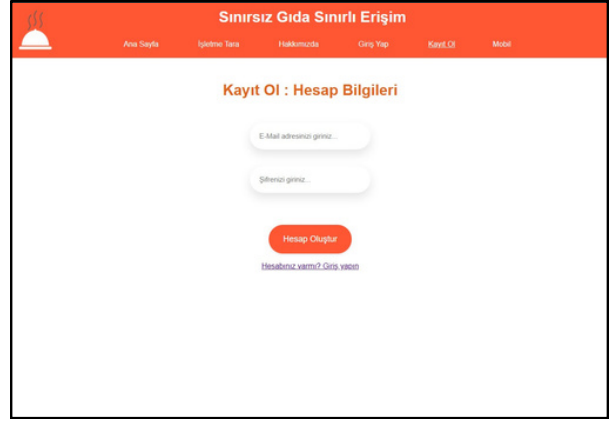 Sınırsız Gıda Sınırlı Erişim
Ana Sayfa İşletme Tara Hakkımızda Giriş Yap Kayıt Ol Mobil
Kayıt Ol : Hesap Bilgileri
E-Mail adresinizi giriniz...
Şifrenizi giriniz...
Hesap Oluştur
Hesabınız varmı? Giriş yapın